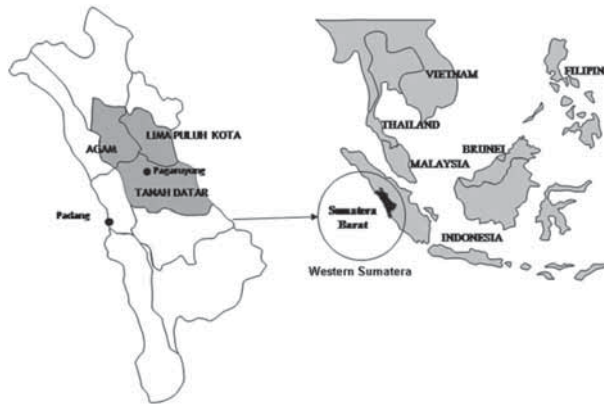 LIMA PULUH KOTA
AGAM
Pagaruyung
TANAH DATAR
Padang
VIETNAM
FILIPIN
THAILAND
BRUNEI
MALAYSIA
Sumatera
Barat
INDONESIA
Western Sumatera